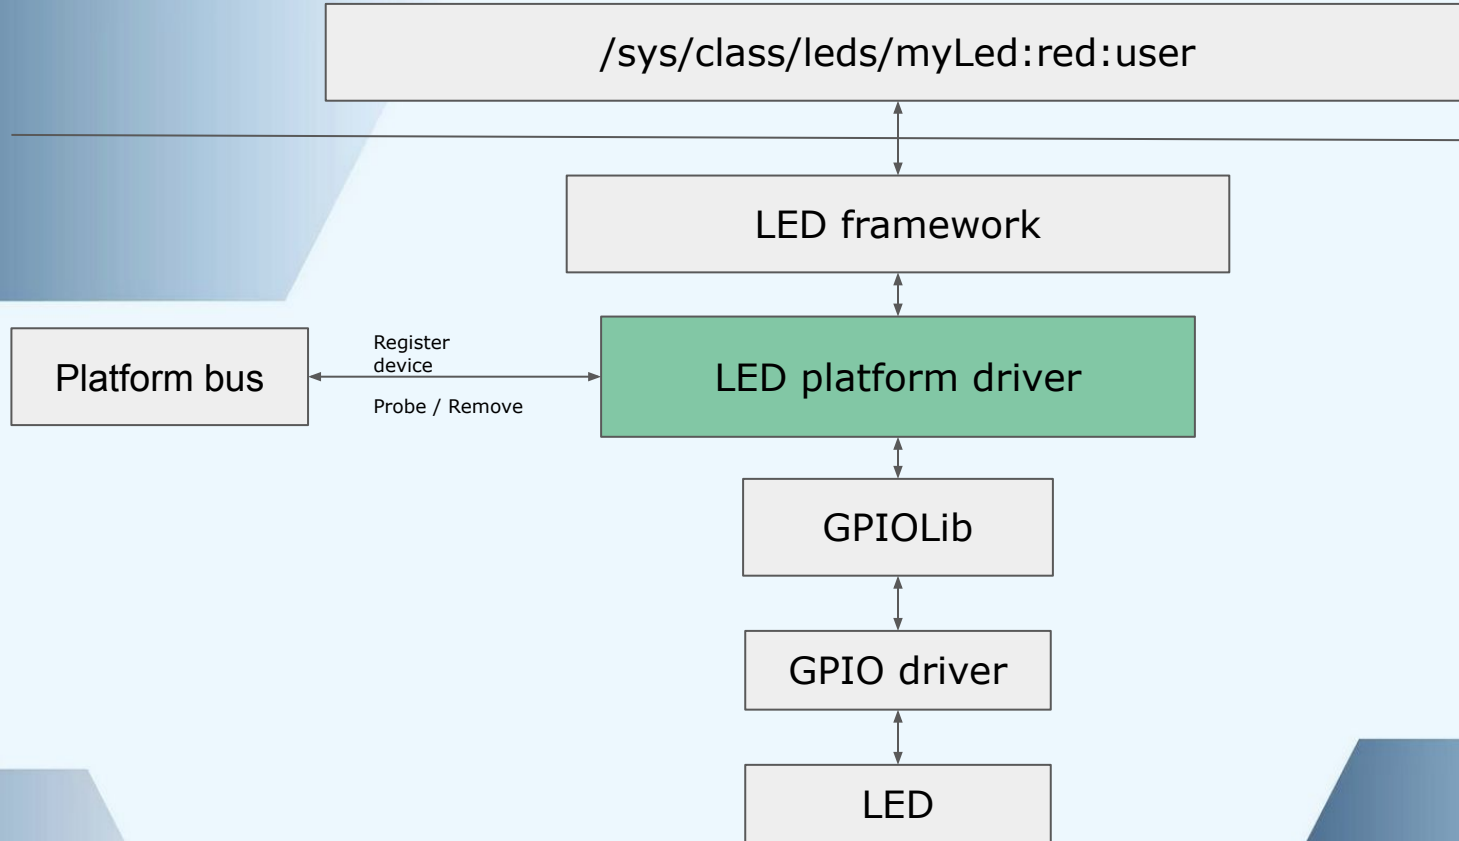 /sys/class/leds/myLed:red:user
LED framework
Platform bus
Register
device
Probe / Remove
LED platform driver
GPIOLib
GPIO driver
LED